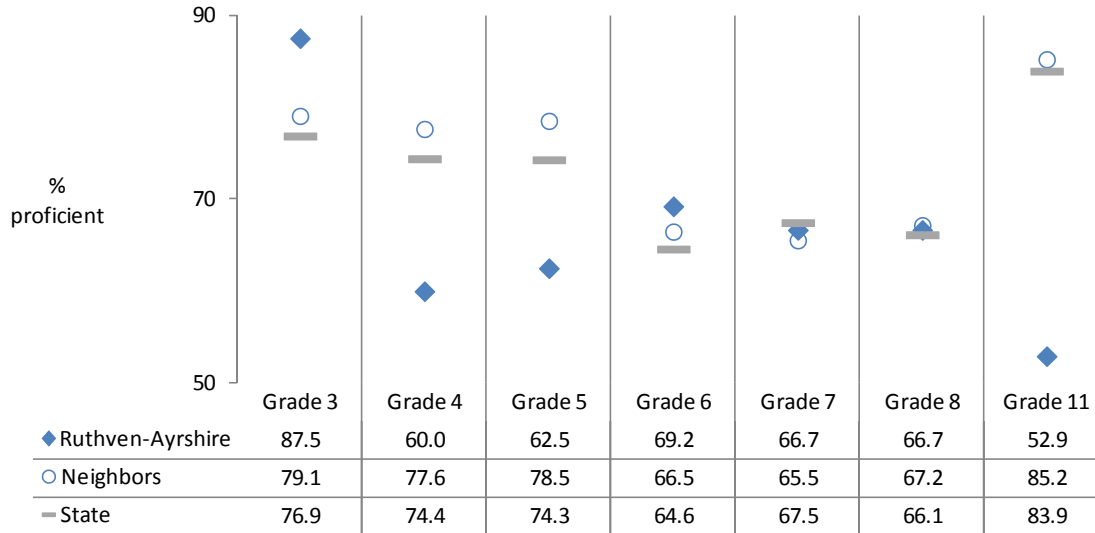 90
%
proficient
70
50
Grade 3 Grade 4 Grade 5 Grade 6 Grade 7 Grade 8 Grade 11
Ruthven-Ayrshire 87.5 60.0 62.5 69.2 66.7 66.7 52.9
Neighbors 79.1 77.6 78.5 66.5 65.5 67.2 85.2
State 76.9 74.4 74.3 64.6 67.5 66.1 83.9